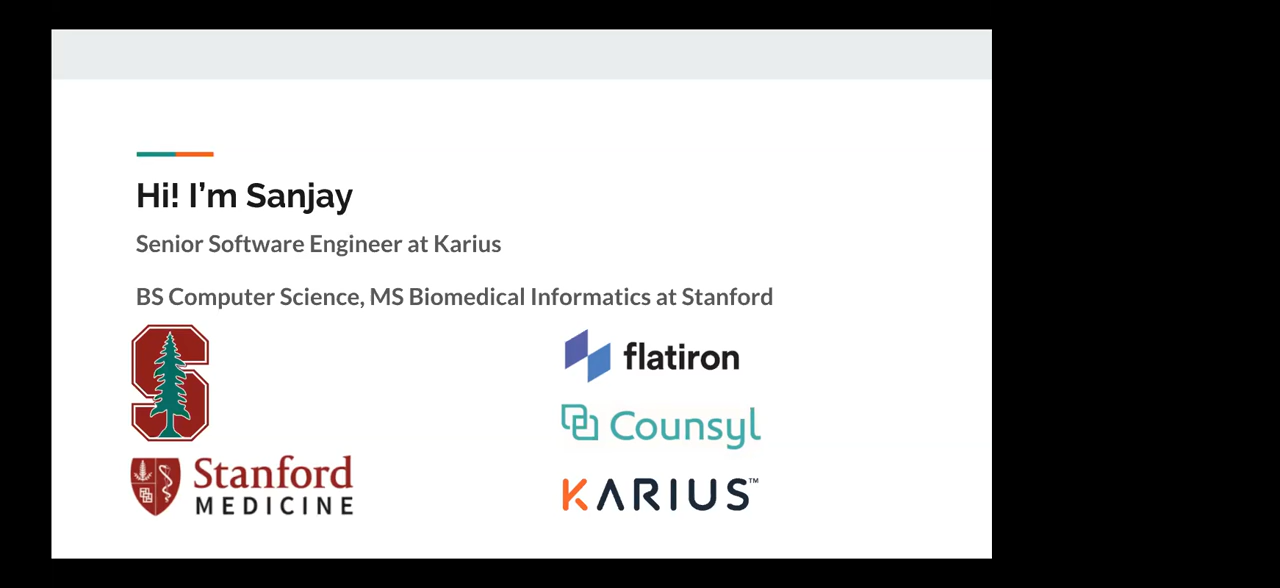 Hi! I'm Sanjay
Senior Software Engineer at Karius
BS Computer Science, MS Biomedical Informatics at Stanford
S
flatiron
Counsyl
KARIUS™
Stanford
MEDICINE